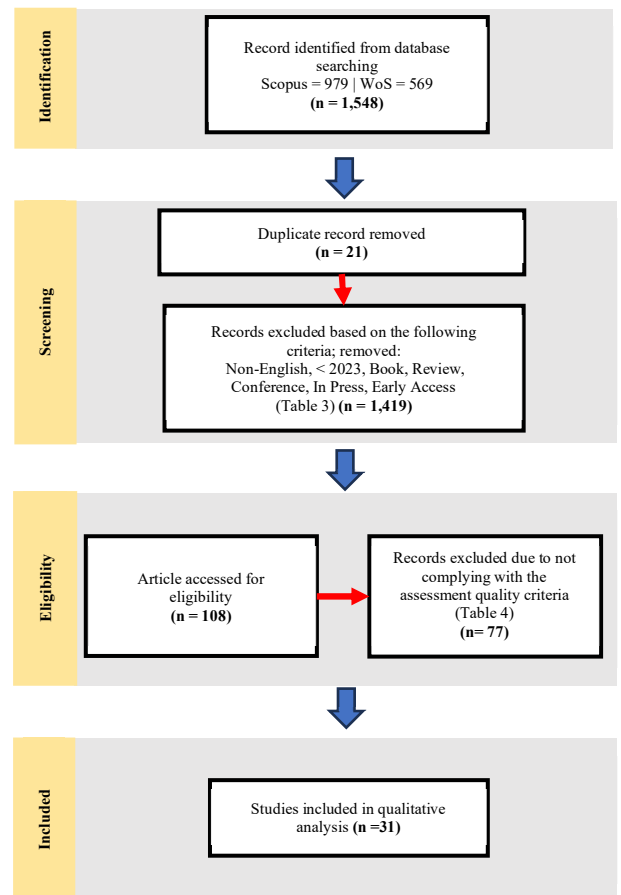 Identification
Record identified from database
searching
Scopus = 979 | WoS = 569
(n = 1,548)
Screening
Duplicate record removed
(n = 21)
Records excluded based on the following
criteria; removed:
Non-English, < 2023, Book, Review,
Conference, In Press, Early Access
(Table 3) (n = 1,419)
Eligibility
Article accessed for
eligibility
(n = 108)
Records excluded due to not
complying with the
assessment quality criteria
(Table 4)
(n= 77)
Included
Studies included in qualitative
analysis (n =31)